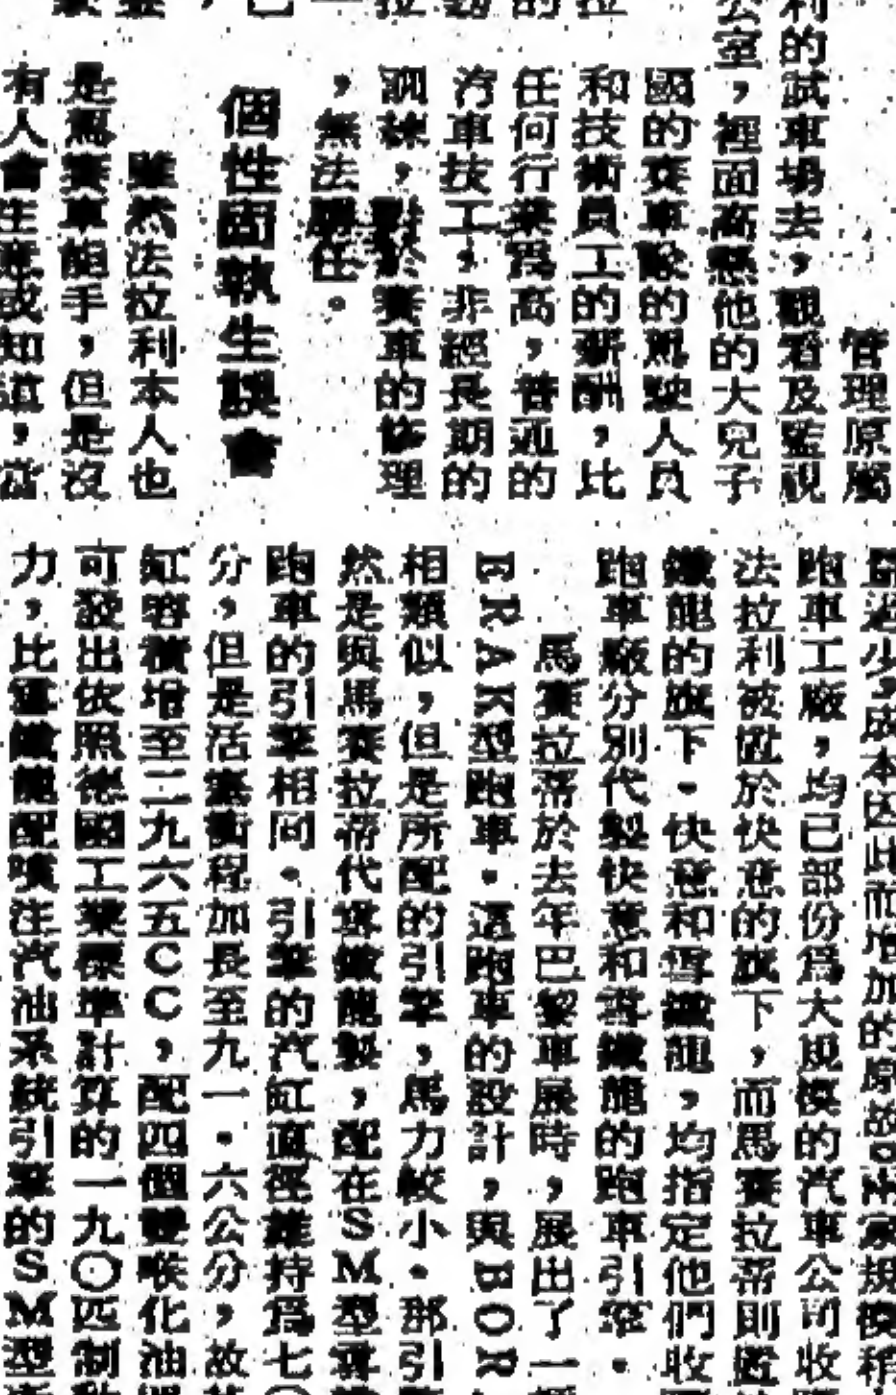 管理原屬
利的試車場去，觀看及監視
公室，裡面高懸他的大兒子
國的賽車隊的駕駛人員
和技術員工的薪酬，比
任何行業爲高，普通的
汽車技工，非經長期的
訓練，對於賽車的修理
，無法勝任。
個性固執生誤會
雖然法拉利本人也
是爲賽車能手，但是沒
有人會生產或知道，當
成本因此而增加的原故
跑車工廠，均已部份爲大規模的汽車公司收
法拉利被置於快意的旗下，而馬賽拉蒂則置
鐵龍的旗下．快意和雪鐵龍，均指定他們收
跑車廠分別代製快意和雪鐵龍的跑車引擎．
馬賽拉蒂於去年巴黎車展時，展出了一
BRAK型跑車．這跑車的設計，與BOR
相類似，但是所配的引擎，馬力較小．那引
然是與馬賽拉蒂代雪鐵龍製，配在SM型雪
跑車的引擎相同．引擎的汽缸直徑維持爲七〇
分，但是活塞衝程加長至九一．六公分，故
缸容積增至二九六五CC，配四個雙喉化油
可發出依照德國工業標準計算的一九〇匹制
力，比雪鐵龍配噴注汽油系統引擎的SM型